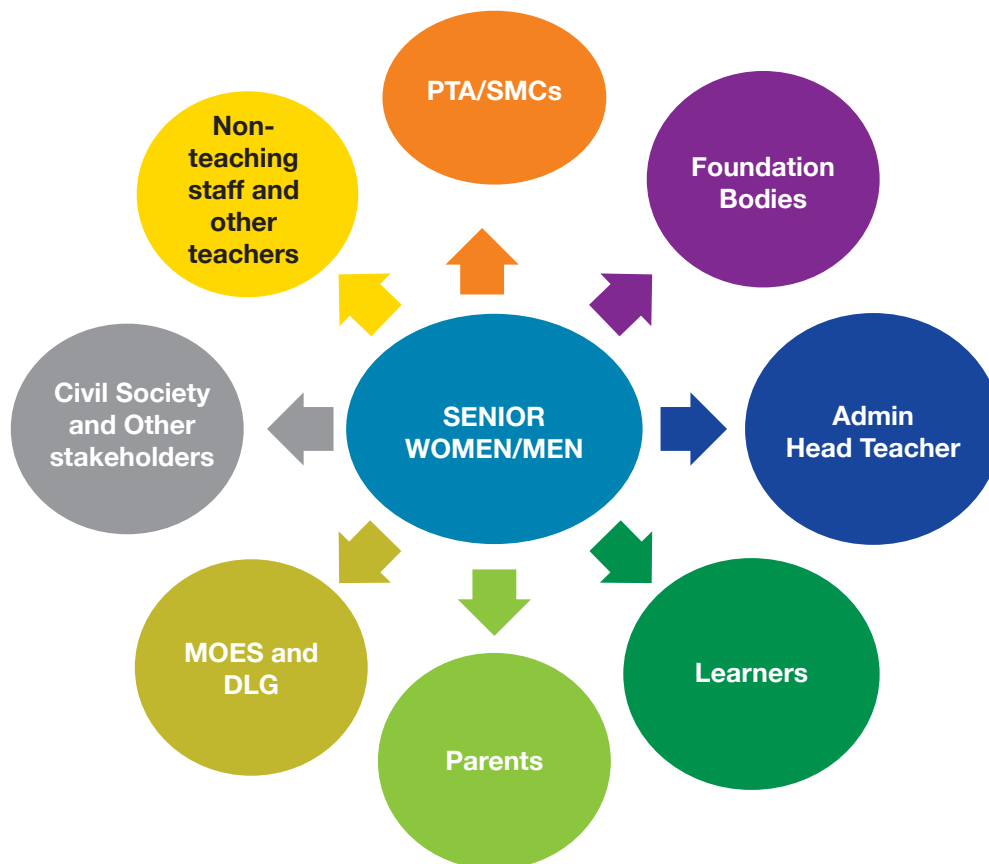 PTA/SMCs
Foundation
Bodies
Admin
Head Teacher
Learners
Parents
MOES and
DLG
Civil Society
and Other
stakeholders
Non-
teaching
staff and
other
teachers
SENIOR
WOMEN/MEN